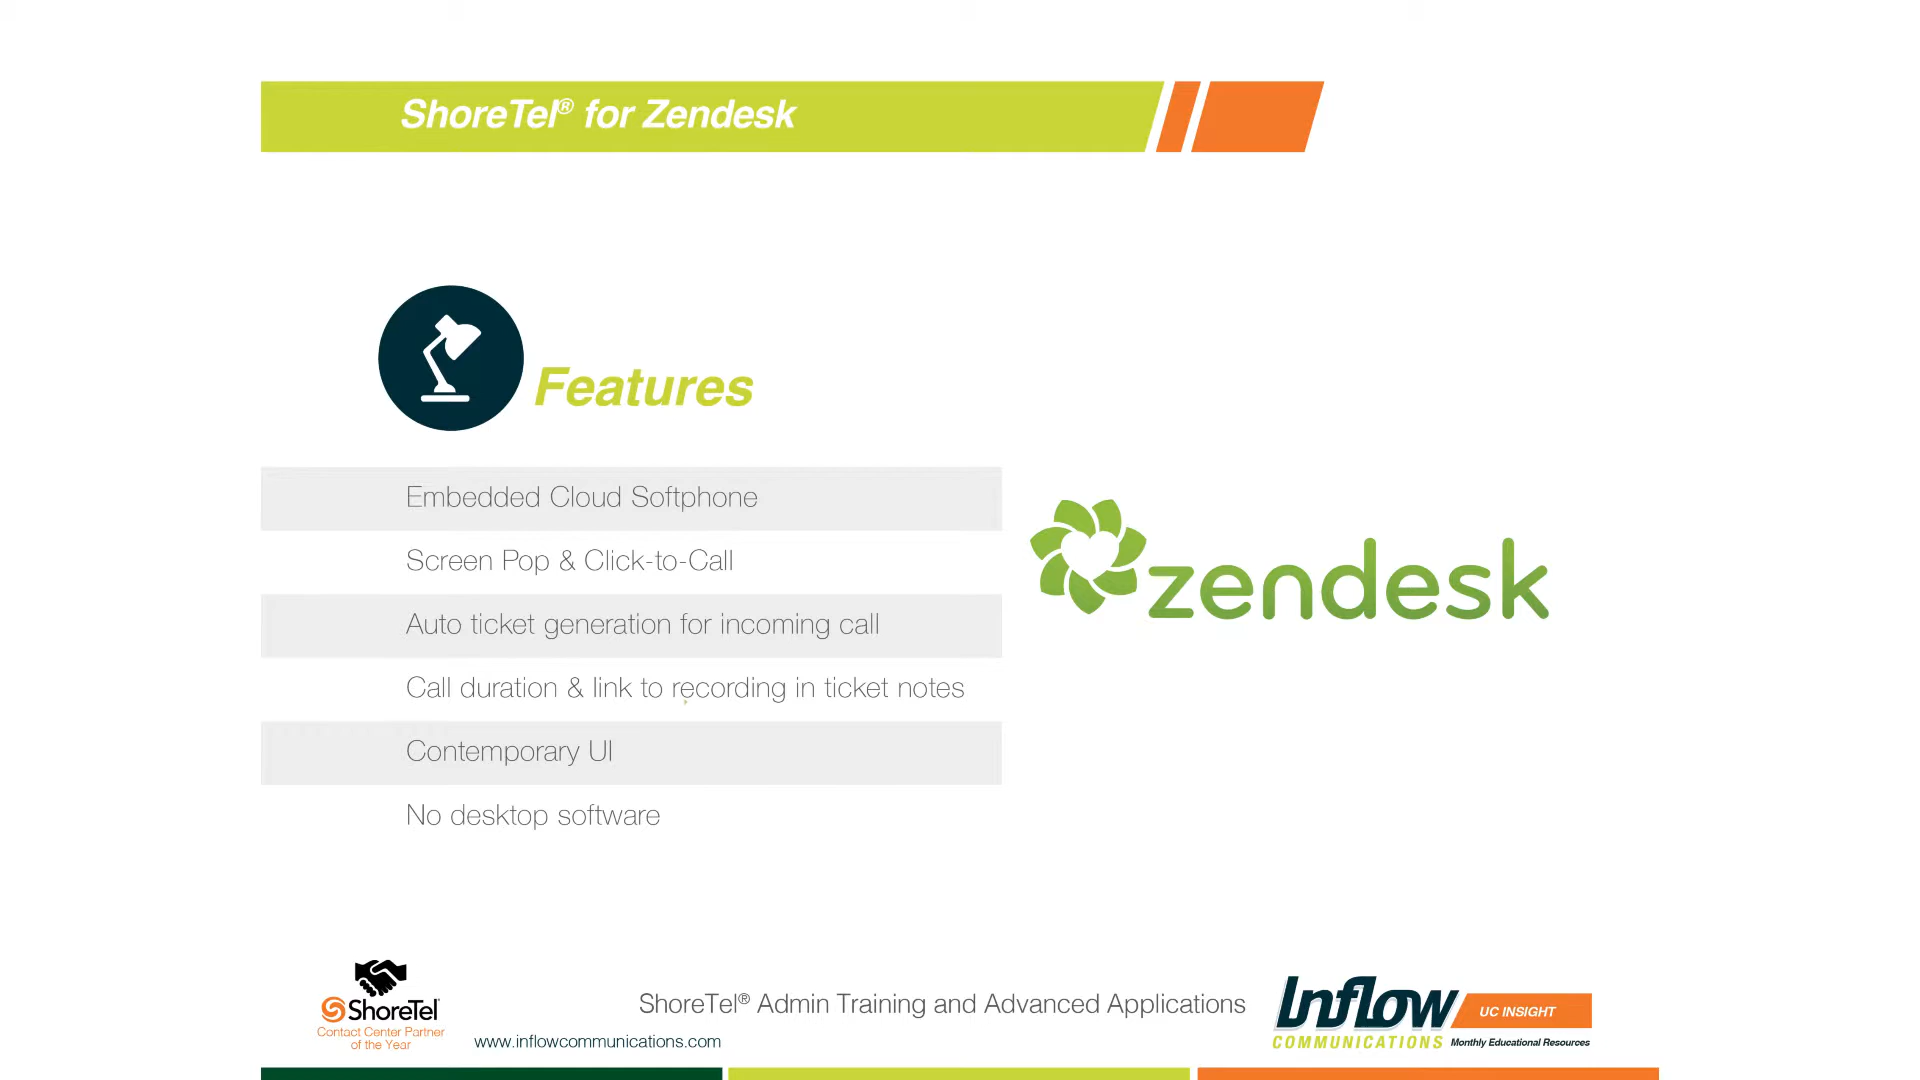 ShoreTel® for Zendesk
Features
Embedded Cloud Softphone
Screen Pop & Click-to-Call
Auto ticket generation for incoming call
Call duration & link to recording in ticket notes
Contemporary UI
No desktop software
zendesk
ShoreTel
Contact Center Partner
of the Year
www.inflowcommunications.com
ShoreTel® Admin Training and Advanced Applications
Inflow
COMMUNICATIONS
UC INSIGHT
Monthly Educational Resources